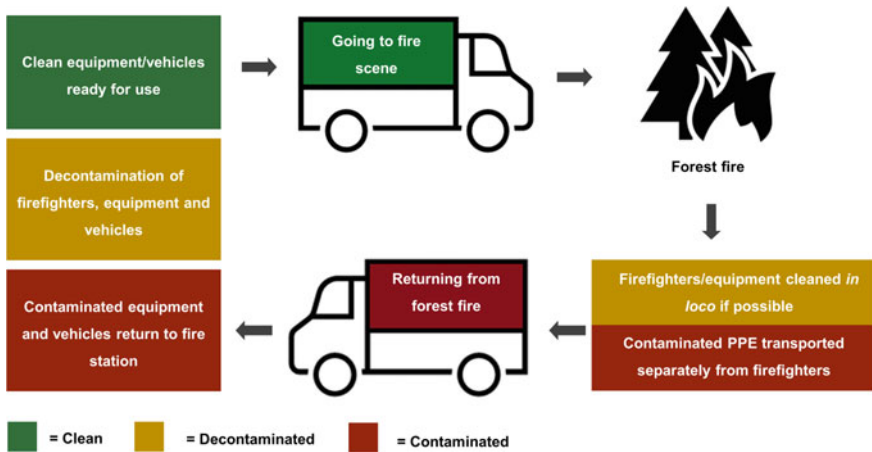 Clean equipment/vehicles
ready for use
Going to fire
scene
Forest fire
Decontamination of
firefighters, equipment and
vehicles
Firefighters/equipment cleaned in
loco if possible
Contaminated PPE transported
separately from firefighters
Returning from
forest fire
Contaminated equipment
and vehicles return to fire
station
= Clean
= Decontaminated
= Contaminated